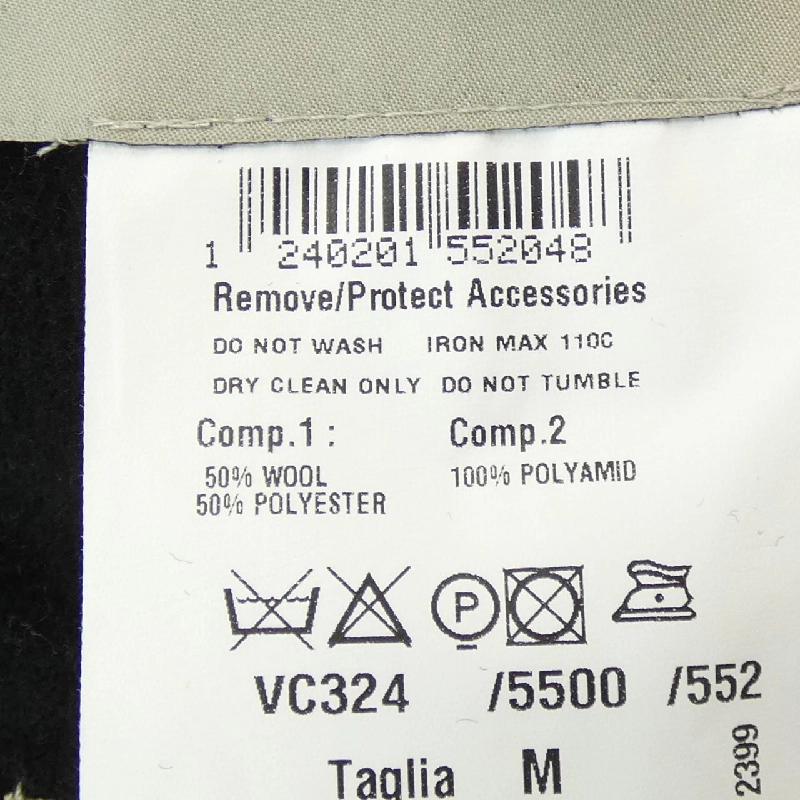 1 240201 552048
Remove/Protect Accessories
DO NOT WASH IRON MAX 110C
DRY CLEAN ONLY DO NOT TUMBLE
Comp.1 : Comp.2
50% WOOL 100% POLYAMID
50% POLYESTER
P
VC324 /5500 /552
Taglia M
2399